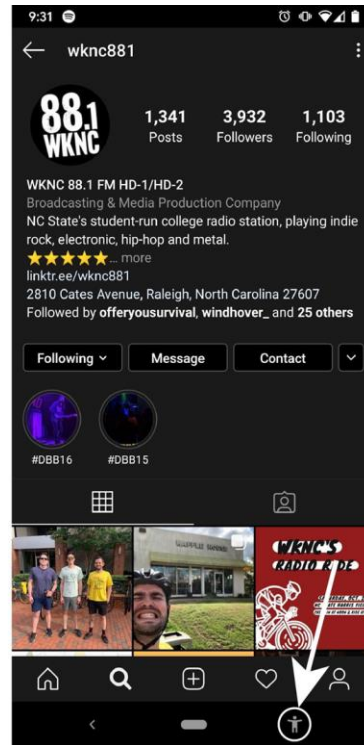 9:31
wknc881
88.1
WKNC
1,341 3,932 1,103
Posts Followers Following
WKNC 88.1 FM HD-1/HD-2
Broadcasting & Media Production Company
NC State's student-run college radio station, playing indie
rock, electronic, hip-hop and metal.
... more
linktr.ee/wknc881
2810 Cates Avenue, Raleigh, North Carolina 27607
Followed by offeryousurvival, windhover_ and 25 others
Following Message Contact
#DBB16 #DBB15
WKNC'S
RADIO RIDE